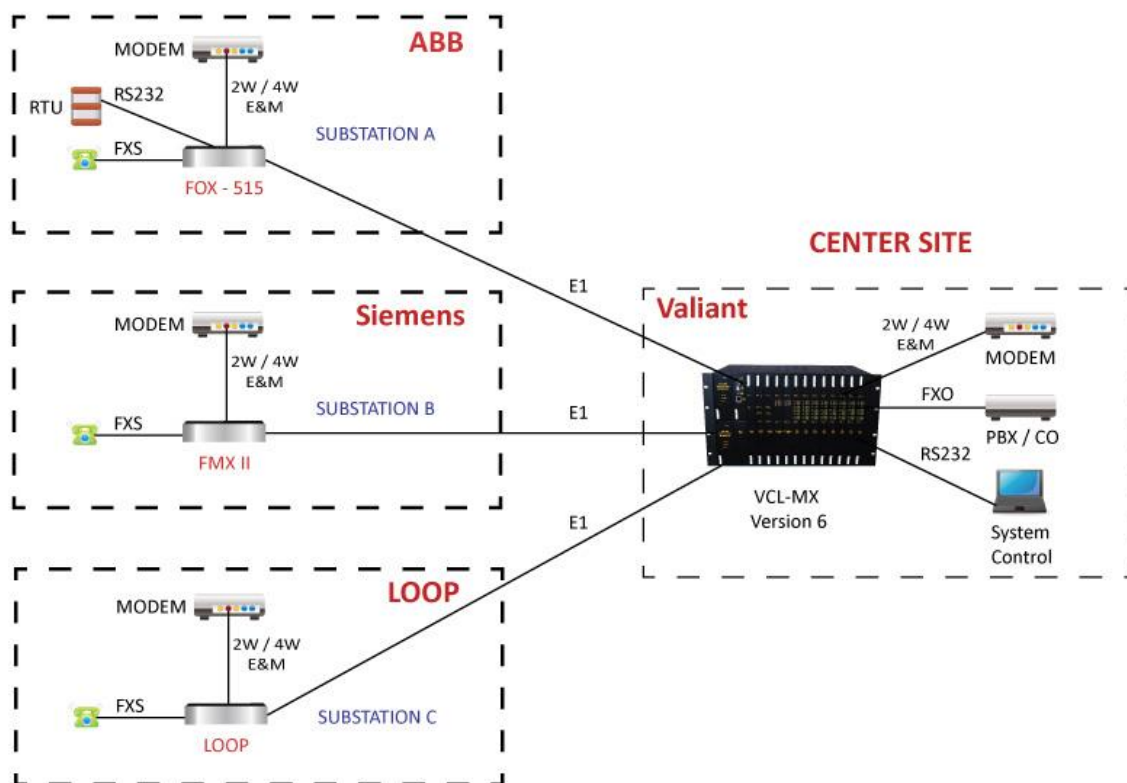 ABB
MODEM
2W / 4W
E&M
RS232
RTU
SUBSTATION A
FXS
FOX - 515
E1
CENTER SITE
Siemens
MODEM
2W / 4W
E&M
SUBSTATION B
FXS
FMX II
E1
Valiant
2W / 4W
E&M
MODEM
FXO
PBX / CO
RS232
VCL-MX
Version 6
System
Control
E1
LOOP
MODEM
2W / 4W
E&M
FXS
SUBSTATION C
LOOP